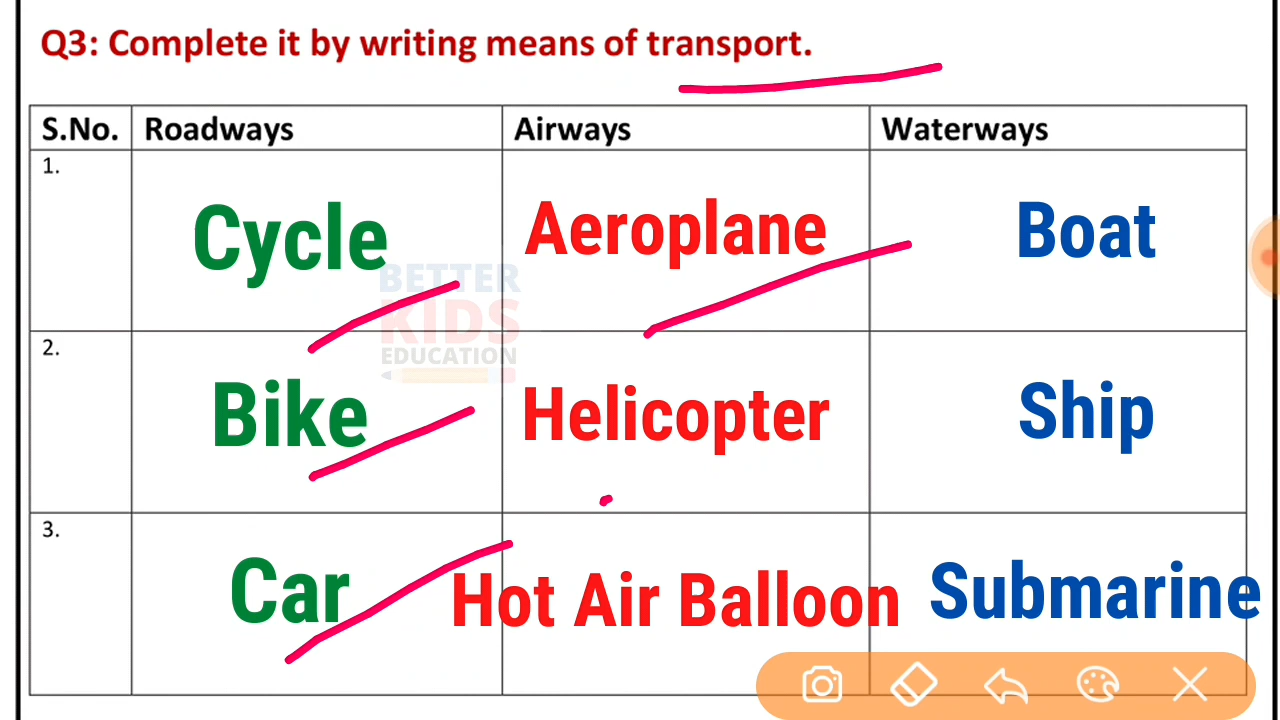 Q3: Complete it by writing means of transport.
S.No. Roadways Airways Waterways
1. Cycle Aeroplane Boat
BETTER
KIDS
EDUCATION
2. Bike Helicopter Ship
3. Car Hot Air Balloon Submarine